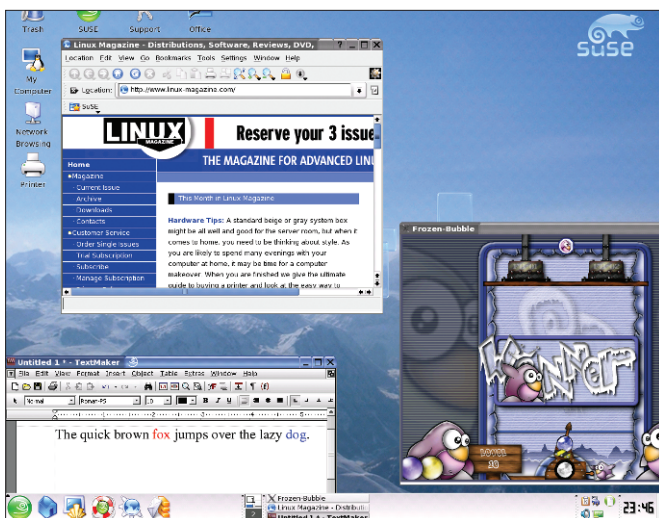 Trash
SUSE
Support
Office
My
Computer
Network
Browsing
Printer
suse
Linux Magazine - Distributions, Software, Reviews, DVD,
Location Edit View Go Bookmarks Tools Settings Window Help
Location: http://www.linux-magazine.com/
SuSE
LINUX
MAGAZINE
Reserve your 3 issue
THE MAGAZINE FOR ADVANCED LINU
Home
Magazine
- Current Issue
- Archive
- Downloads
- Contacts
Customer Service
- Order Single Issues
- Trial Subscription
- Subscribe
- Manage Subscription
This Month in Linux Magazine
Hardware Tips: A standard beige or gray system box
might be all well and good for the server room, but when it
comes to home, you need to be thinking about style. As
you are likely to spend many evenings with your
computer at home, it may be time for a computer
makeover. When you are finished we give the ultimate
guide to buying a printer and look at the easy way to
Frozen-Bubble
Winner
LEVEL
Untitled 1 * - TextMaker
File Edit View Format Insert Object Table Extras Window Help
Normal Roman-PS 10 B I U
The quick brown fox jumps over the lazy dog.
Frozen-Bubble
Linux Magazine - Distributi
Untitled 1 * - TextMaker
2
23:46